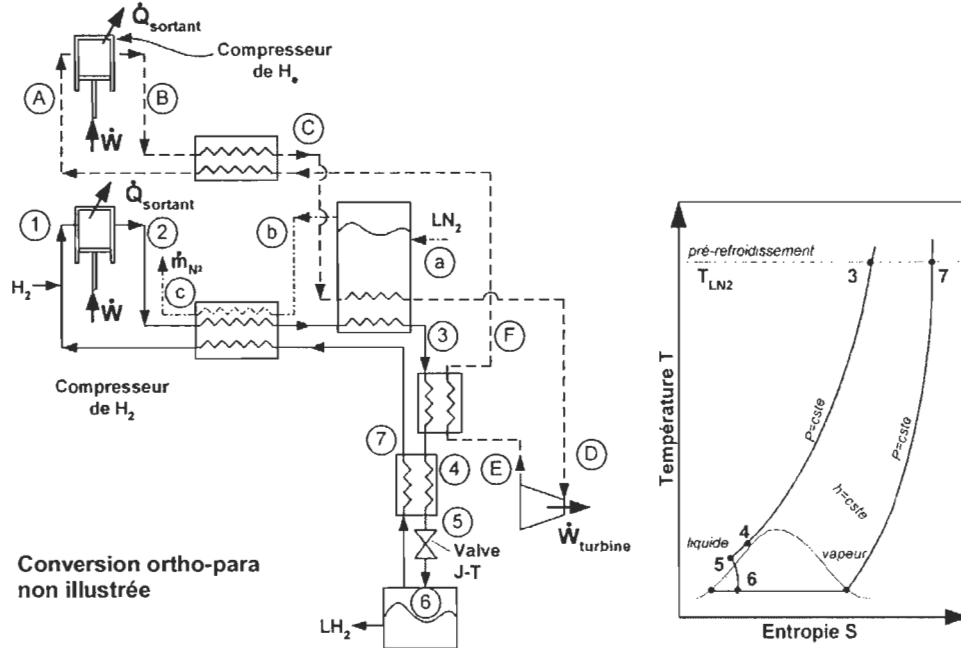 Q̇sortant
Compresseur
de He
A
B
Ẇ
C
Q̇sortant
1
2
b
LN2
a
ṁN2
c
H2
Ẇ
3
F
Compresseur
de H2
7
4
E
D
5
Valve
J-T
Ẇturbine
6
LH2
Conversion ortho-para
non illustrée
pré-refroidissement
TLN2
3
7
Température T
P=cste
P=cste
h=cste
liquide
4
5
6
vapeur
Entropie S